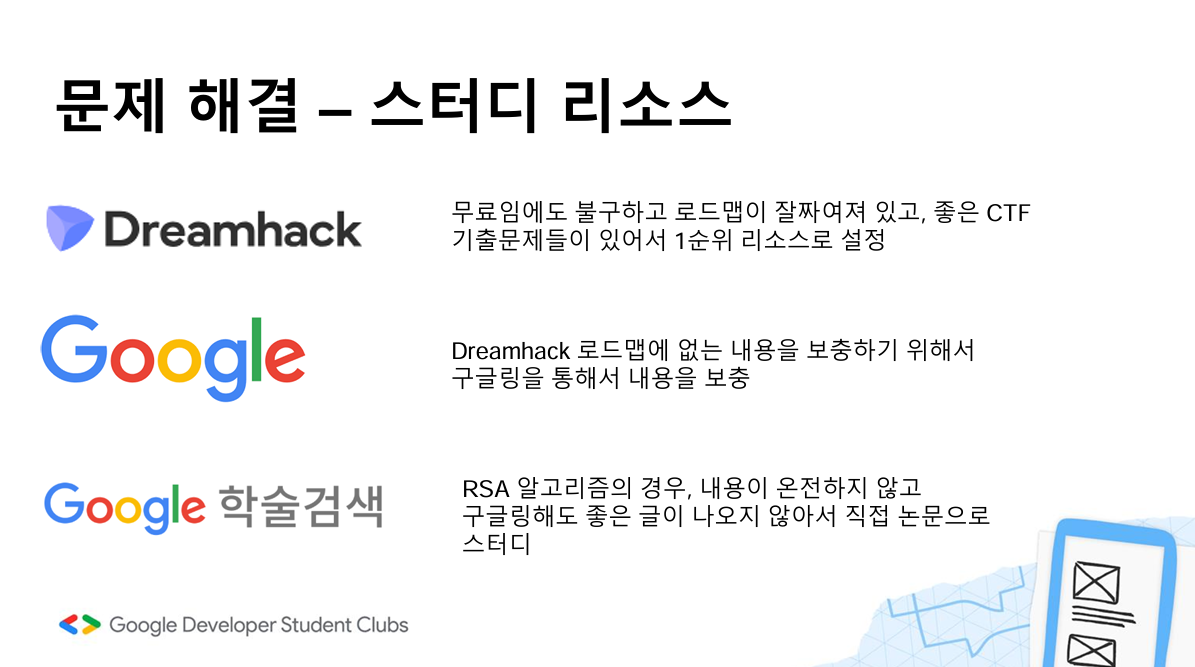 문제 해결 – 스터디 리소스
Dreamhack
무료임에도 불구하고 로드맵이 잘짜여져 있고, 좋은 CTF
기출문제들이 있어서 1순위 리소스로 설정
Google
Dreamhack 로드맵에 없는 내용을 보충하기 위해서
구글링을 통해서 내용을 보충
Google 학술검색
RSA 알고리즘의 경우, 내용이 온전하지 않고
구글링해도 좋은 글이 나오지 않아서 직접 논문으로
스터디
Google Developer Student Clubs